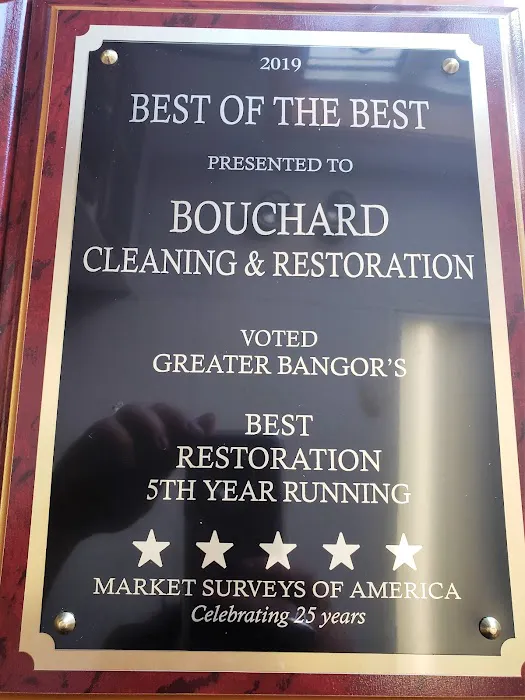 2019
BEST OF THE BEST
PRESENTED TO
BOUCHARD
CLEANING & RESTORATION
VOTED
GREATER BANGOR'S
BEST
RESTORATION
5TH YEAR RUNNING
MARKET SURVEYS OF AMERICA
Celebrating 25 years